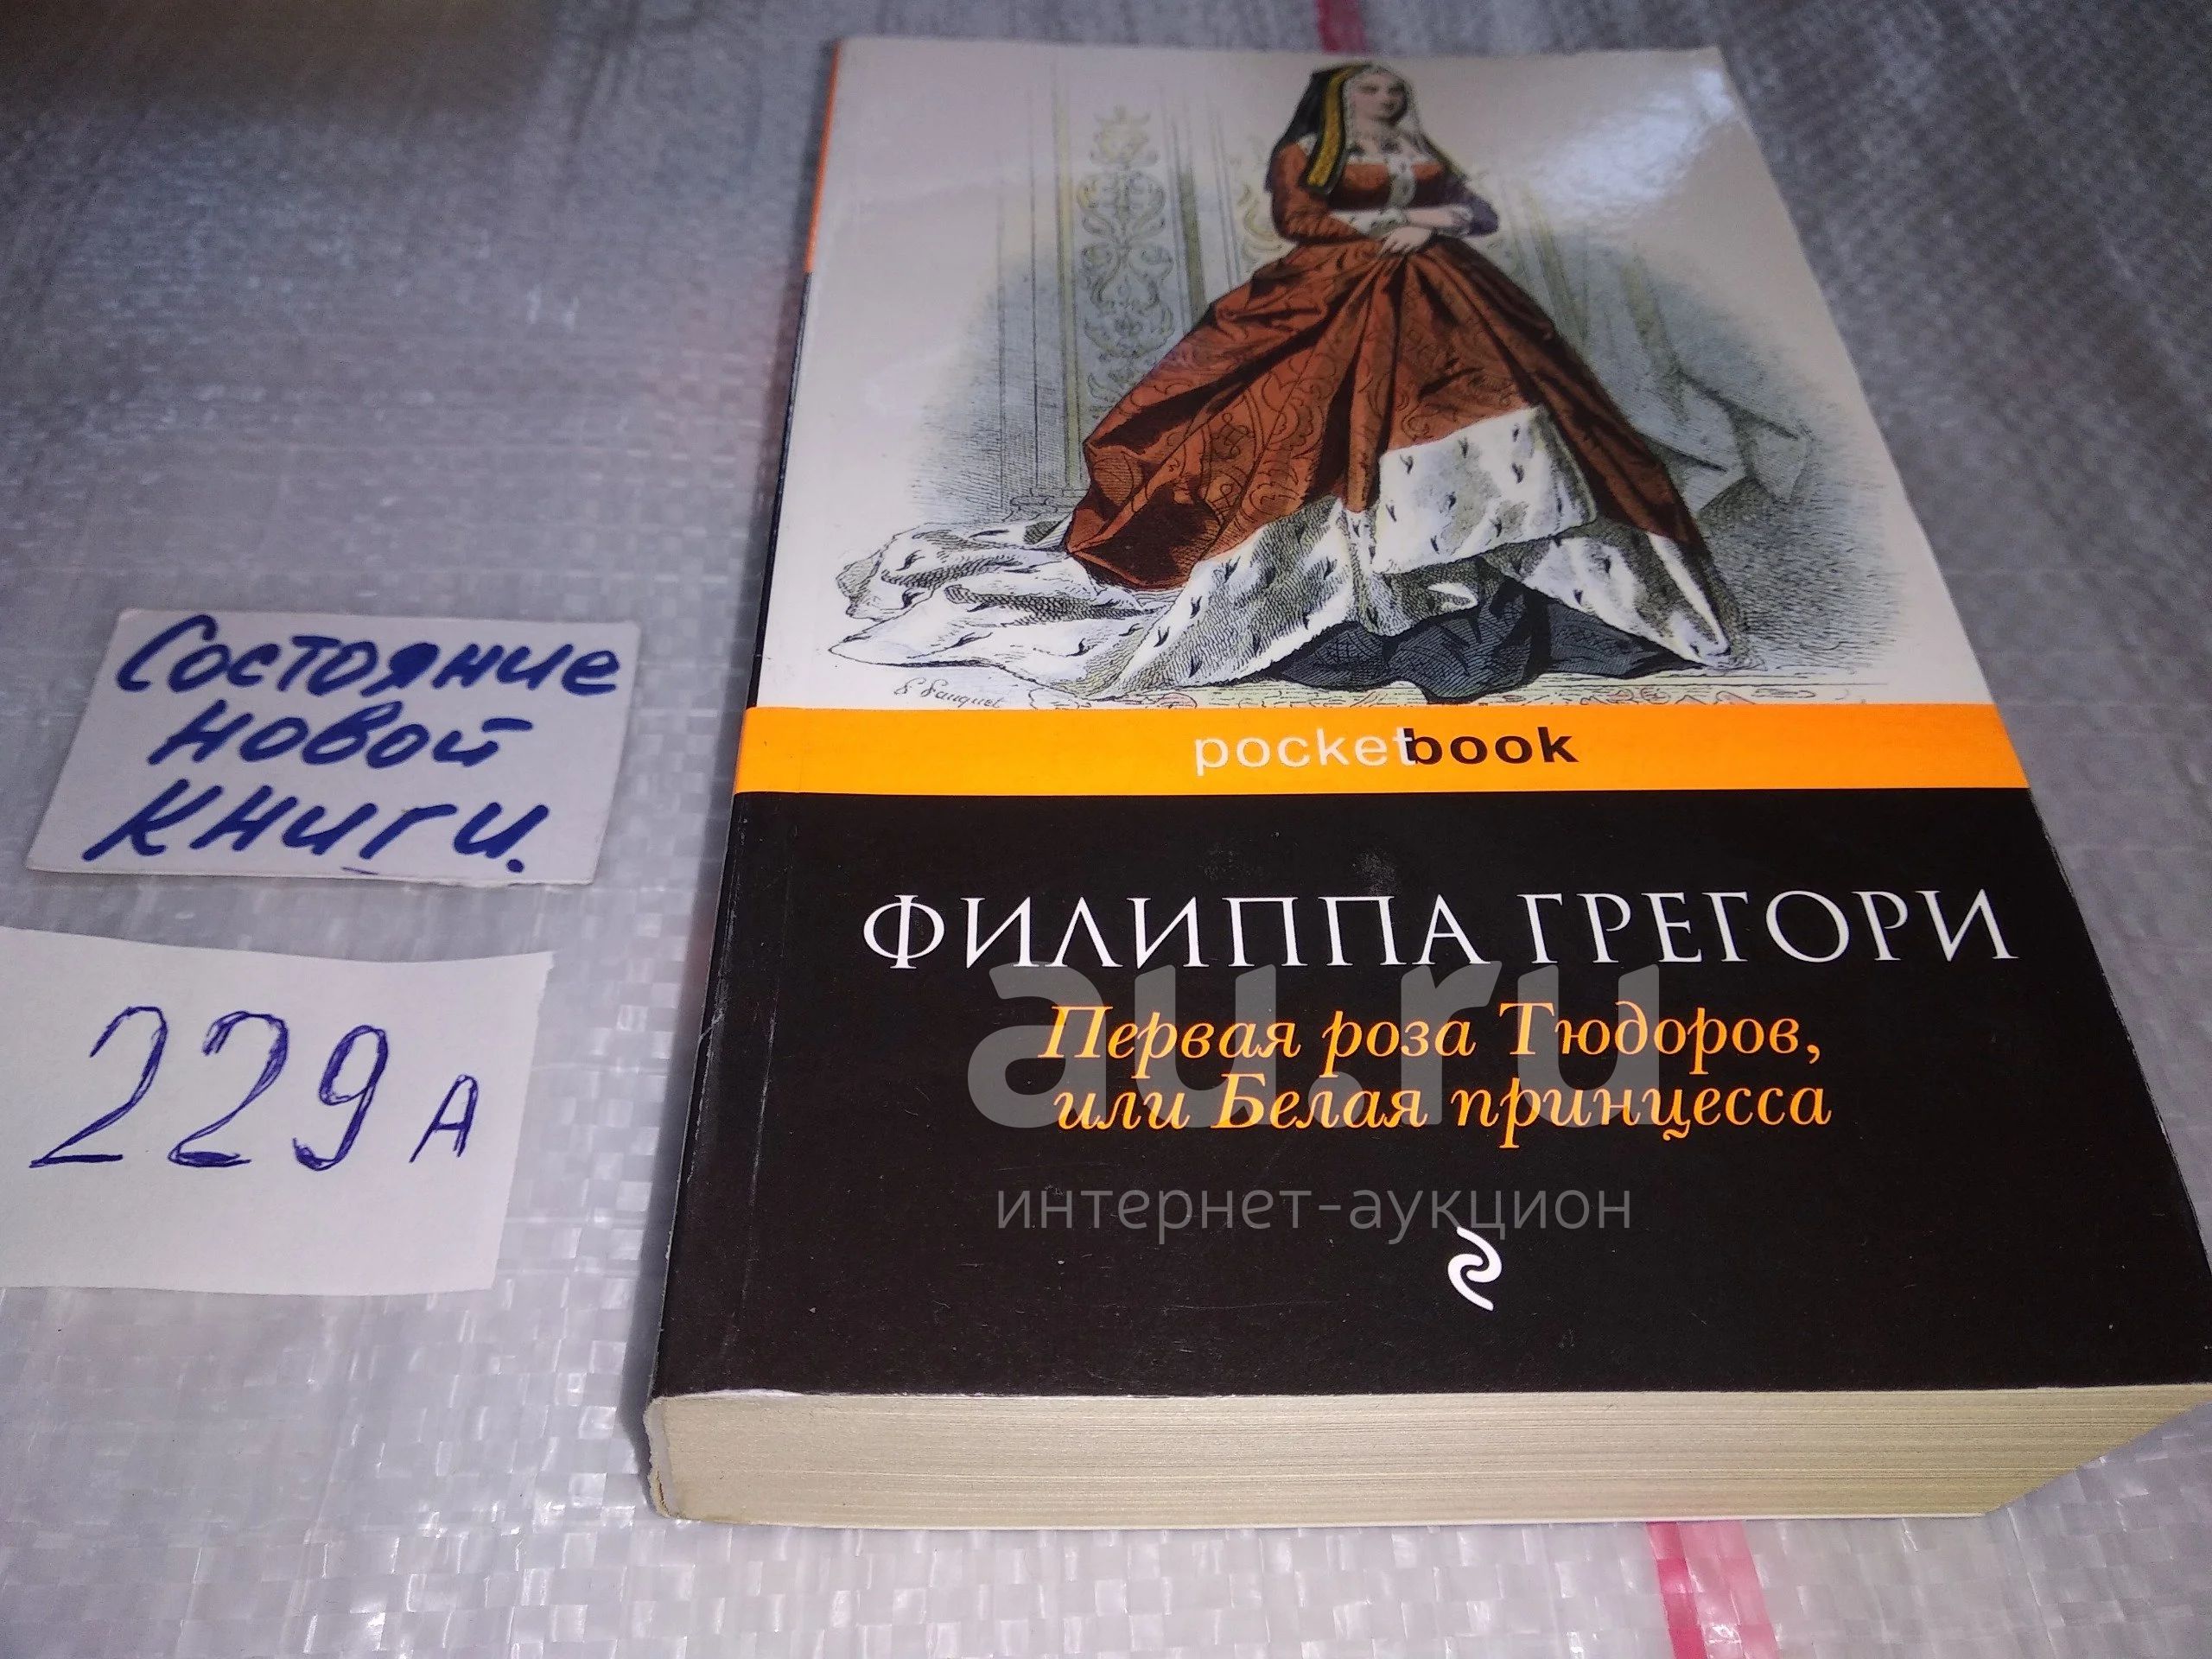 Состояние
новой
книги.
229А
pocketbook
ФИЛИППА ГРЕГОРИ
Первая роза Тюдоров,
или Белая принцесса
au.ru
интернет-аукцион